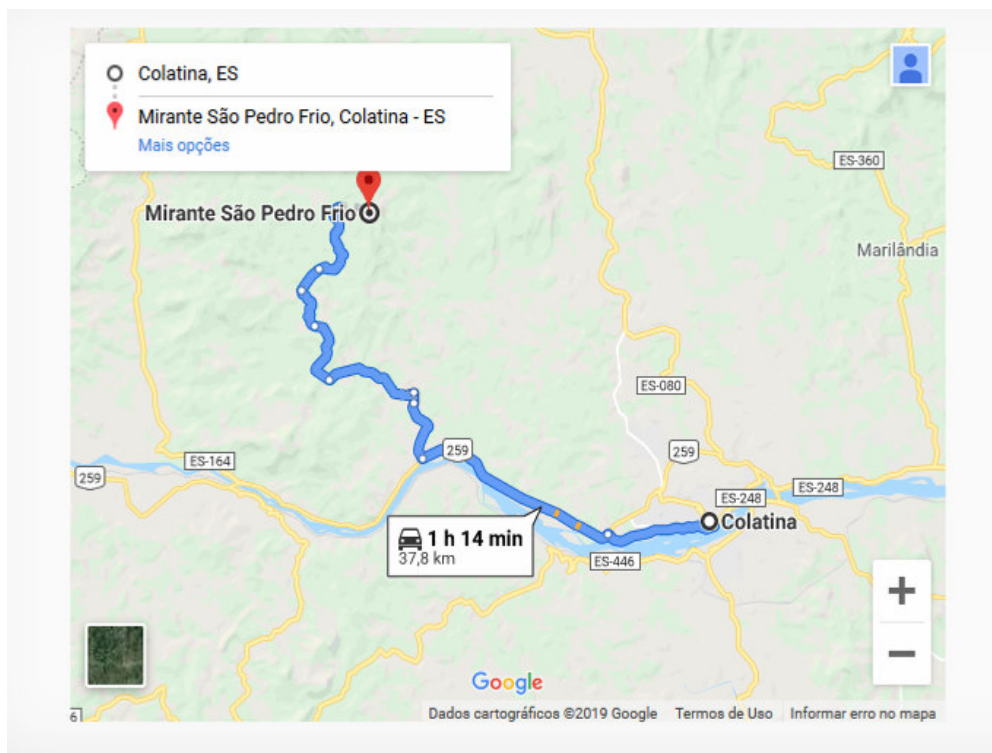 Colatina, ES
Mirante São Pedro Frio, Colatina - ES
Mais opções
ES-360
Mirante São Pedro Frio
Marilândia
ES-080
259
259
ES-164
259
ES-248
ES-248
Colatina
1 h 14 min
37,8 km
ES-446
+
−
Google
6
Dados cartográficos ©2019 Google Termos de Uso Informar erro no mapa